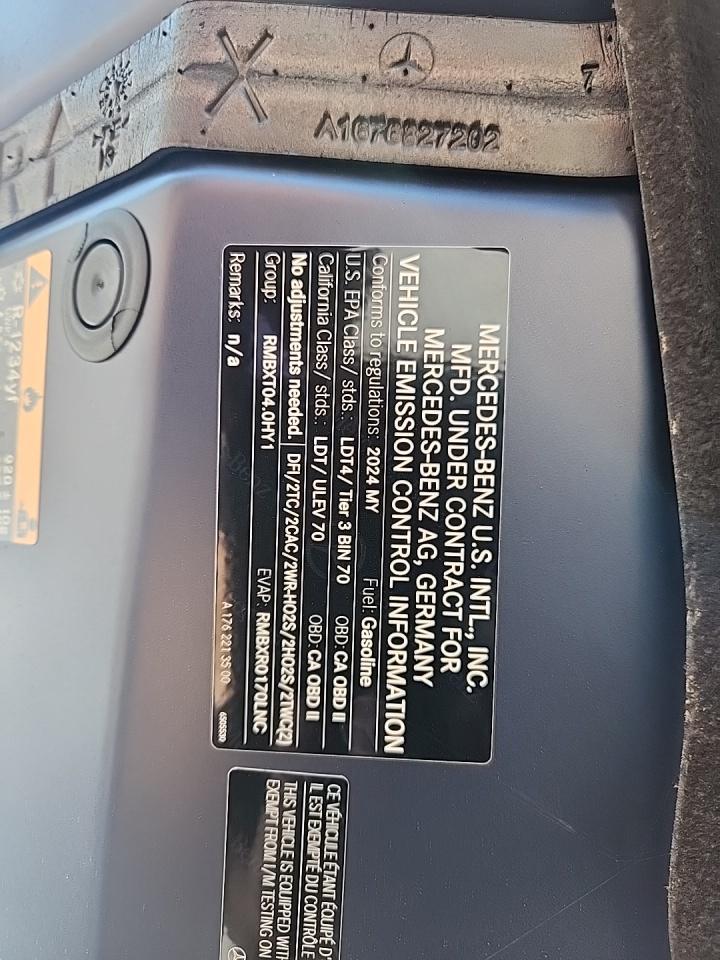 7
MERCEDES-BENZ U.S. INTL., INC.
MFD. UNDER CONTRACT FOR
MERCEDES-BENZ AG, GERMANY
VEHICLE EMISSION CONTROL INFORMATION
Conforms to regulations: 2024 MY Fuel: Gasoline
U.S. EPA Class/ stds.: LDT4/ Tier 3 BIN 70 OBD: CA OBD II
California Class/ stds.: LDT/ ULEV 70 OBD: CA OBD II
No adjustments needed. DFI/2TC/2CAC/2WR-HO2S/2HO2S/2TWC(2)
Group: RMBXT04.0HY1 EVAP: RMBXR0170LNC
Remarks: n/a
A 176 221 35 00
CE VÉHICULE ÉTANT ÉQUIPÉ
IL EST EXEMPTÉ DU CONTRÔLE
THIS VEHICLE IS EQUIPPED WITH
EXEMPT FROM I/M TESTING ON
R-1234yf